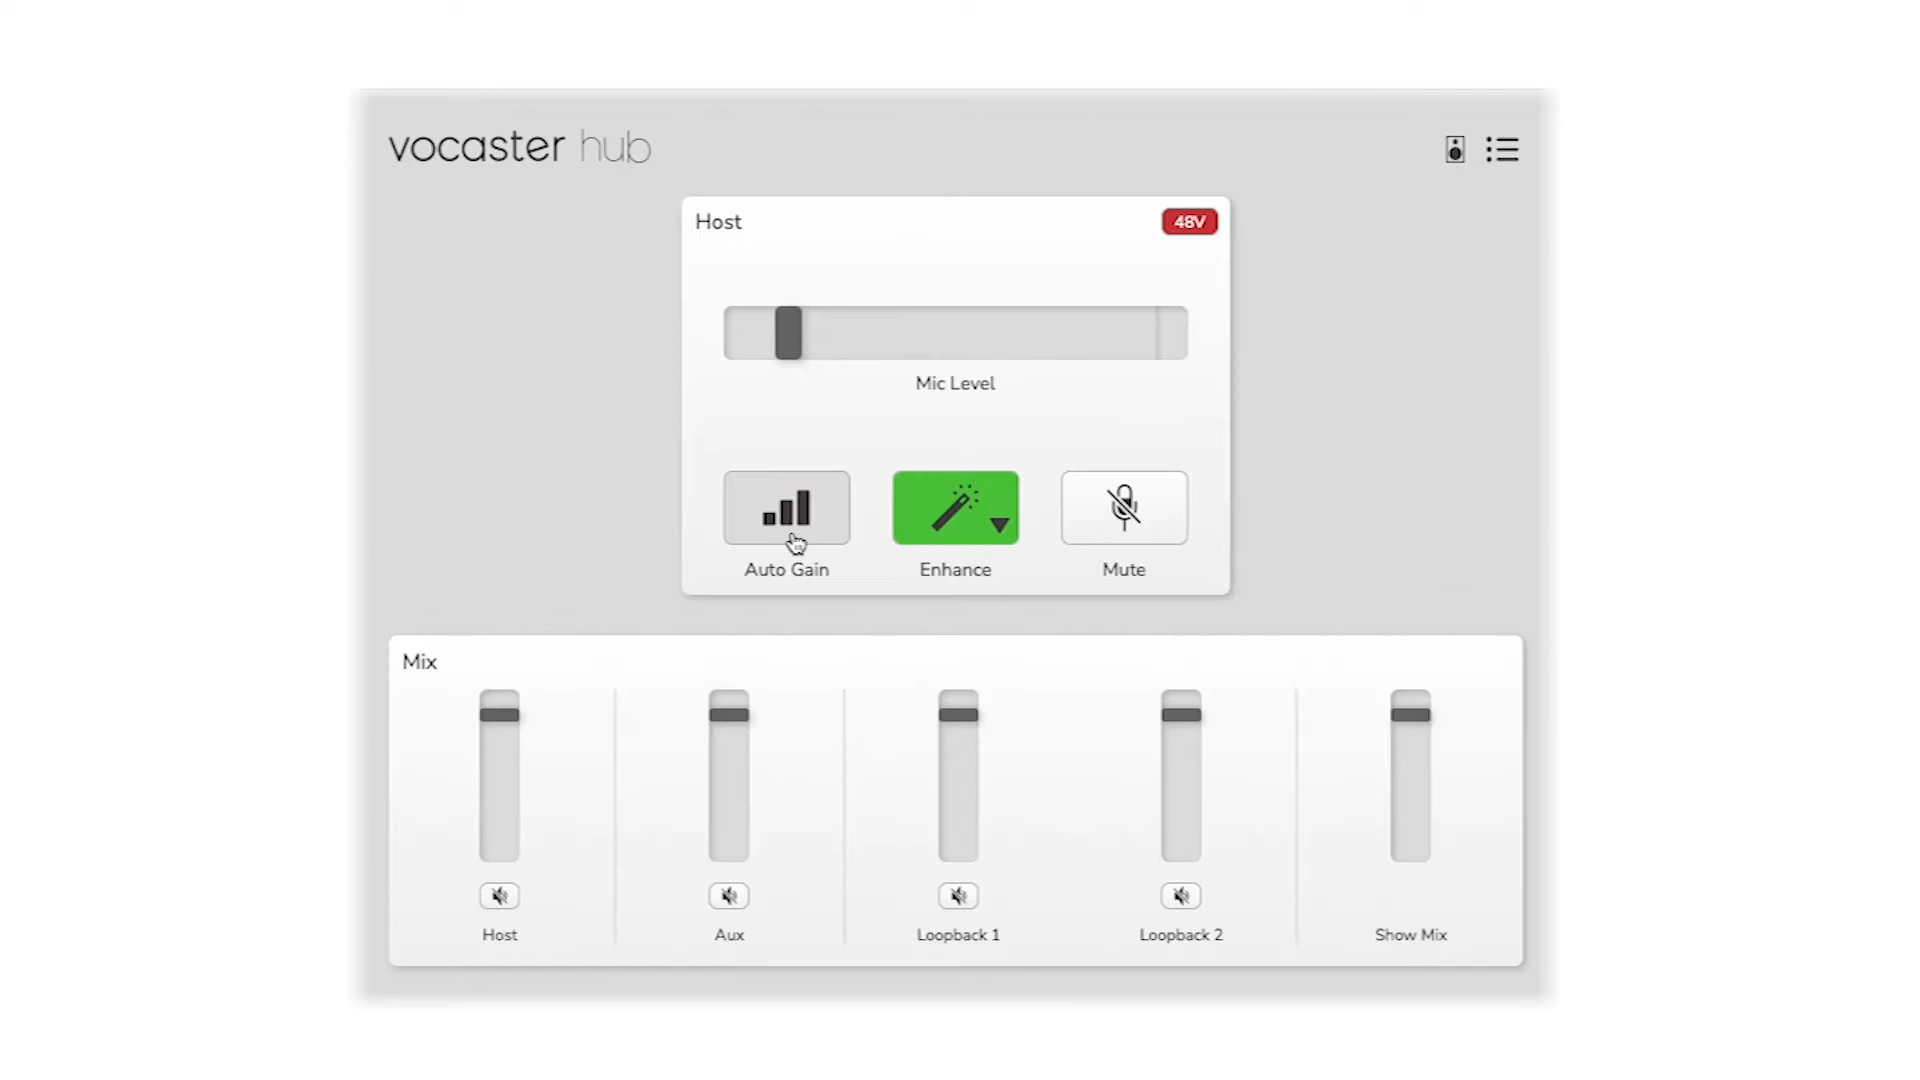 vocaster hub
Host
48V
Mic Level
Auto Gain
Enhance
Mute
Mix
Host
Aux
Loopback 1
Loopback 2
Show Mix